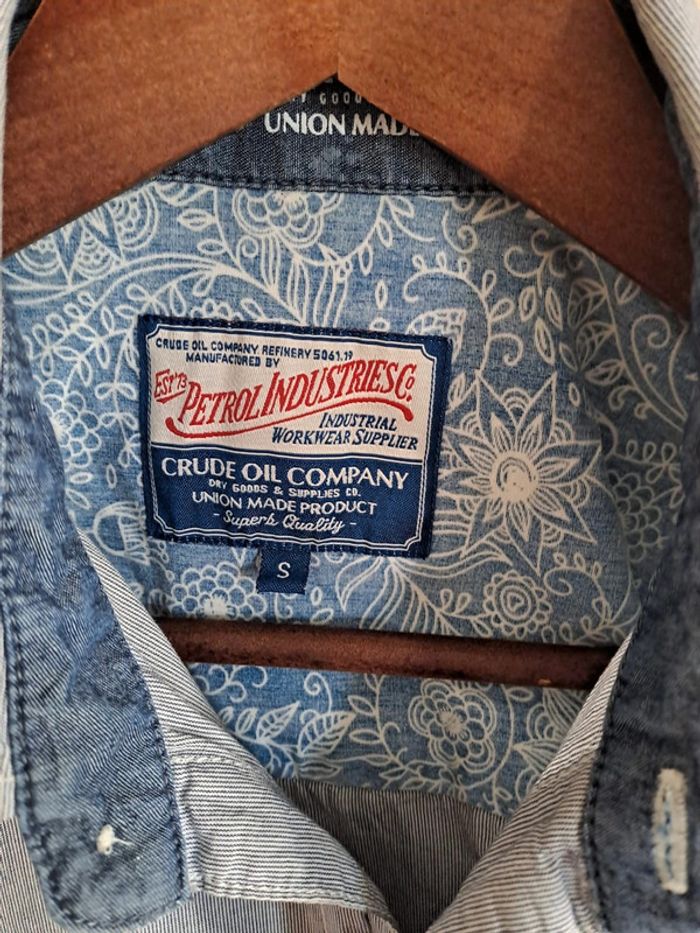 UNION MADE
CRUDE OIL COMPANY REFINERY 5061.19
MANUFACTURED BY
EST '73
PETROL INDUSTRIES Co
INDUSTRIAL
WORKWEAR SUPPLIER
CRUDE OIL COMPANY
DRY GOODS & SUPPLIES CO.
UNION MADE PRODUCT
- Superb Quality -
S